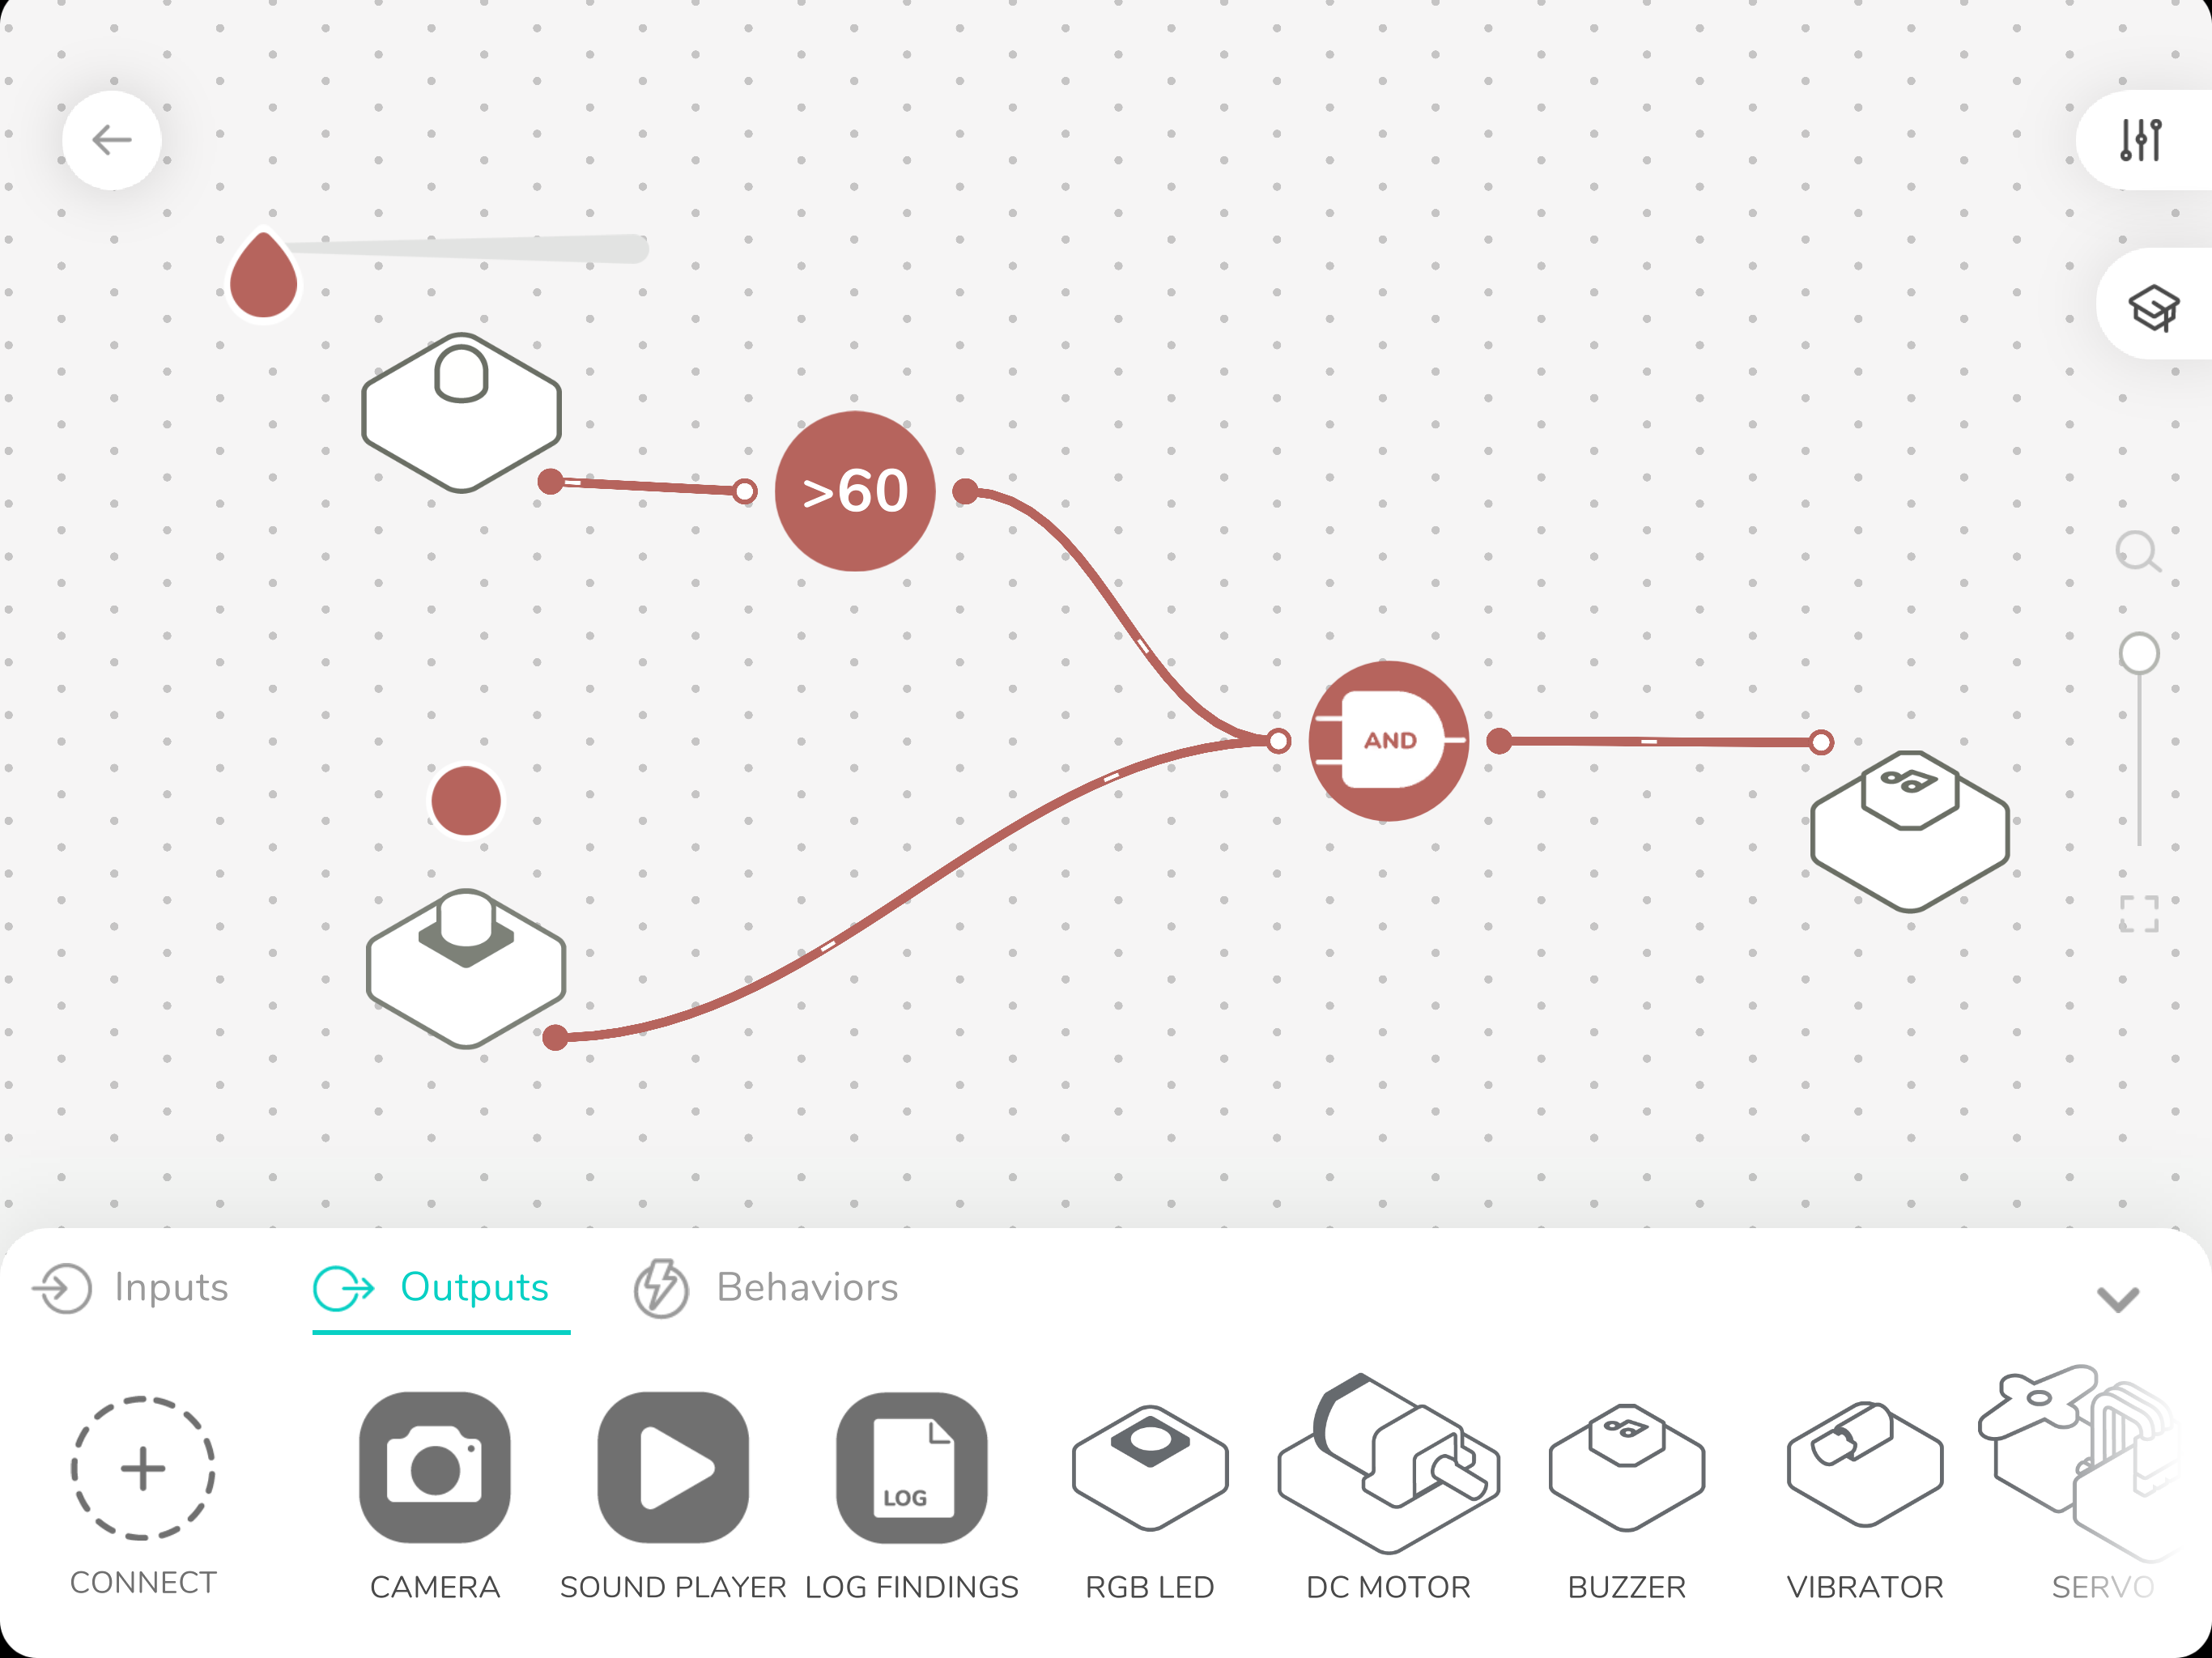 >60
AND
Inputs
Outputs
Behaviors
LOG
CONNECT
CAMERA
SOUND PLAYER
LOG FINDINGS
RGB LED
DC MOTOR
BUZZER
VIBRATOR
SERVO